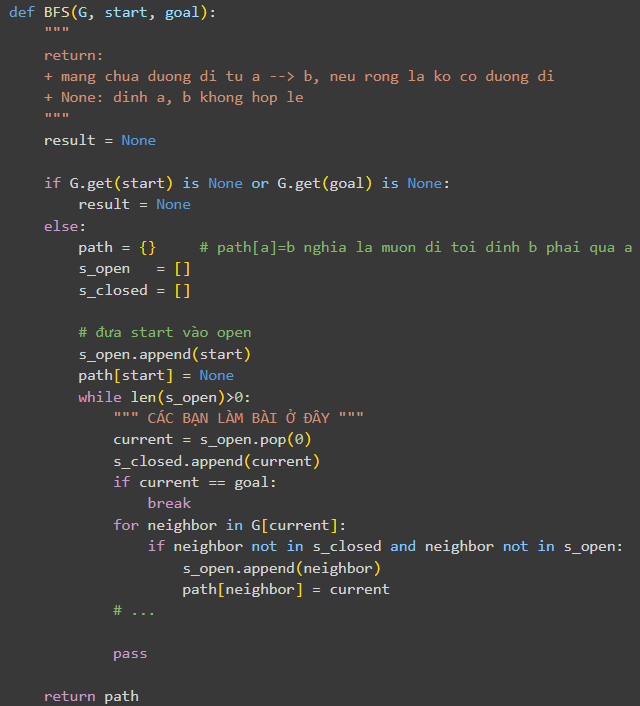 def BFS(G, start, goal):
    """
    return:
    + mang chua duong di tu a --> b, neu rong la ko co duong di
    + None: dinh a, b khong hop le
    """
    result = None

    if G.get(start) is None or G.get(goal) is None:
        result = None
    else:
        path = {}     # path[a]=b nghia la muon di toi dinh b phai qua a
        s_open   = []
        s_closed = []

        # đưa start vào open
        s_open.append(start)
        path[start] = None
        while len(s_open)>0:
            """ CÁC BẠN LÀM BÀI Ở ĐÂY """
            current = s_open.pop(0)
            s_closed.append(current)
            if current == goal:
                break
            for neighbor in G[current]:
                if neighbor not in s_closed and neighbor not in s_open:
                    s_open.append(neighbor)
                    path[neighbor] = current
            # ...

            pass

    return path